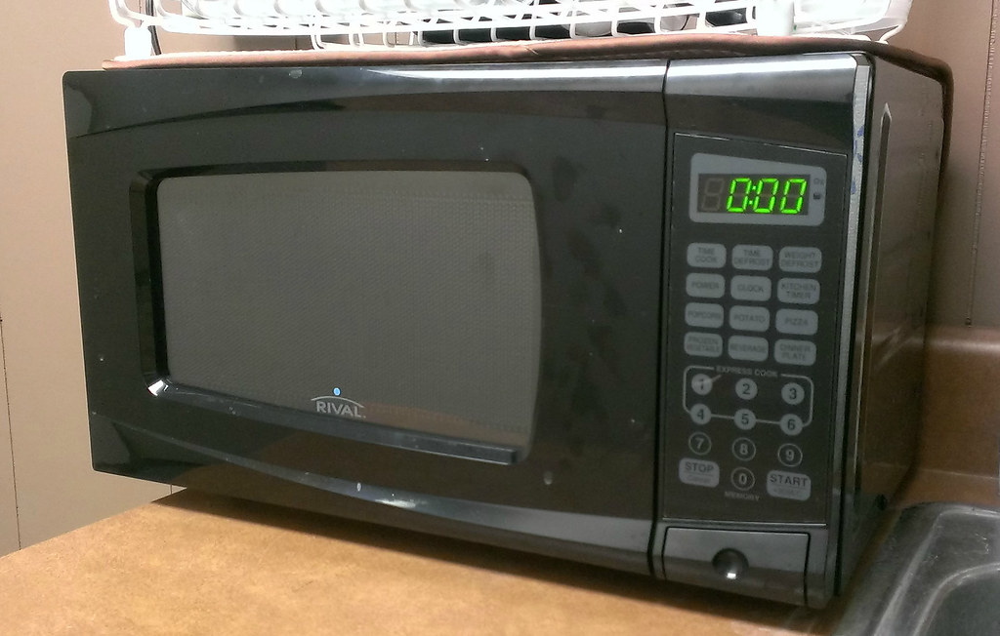 0:00
TIME COOK
TIME DEFROST
WEIGHT DEFROST
POWER
CLOCK
KITCHEN TIMER
POPCORN
POTATO
PIZZA
FROZEN VEGETABLE
BEVERAGE
DINNER PLATE
EXPRESS COOK
1 2 3
4 5 6
7 8 9
STOP
0
START
MEMORY
RIVAL